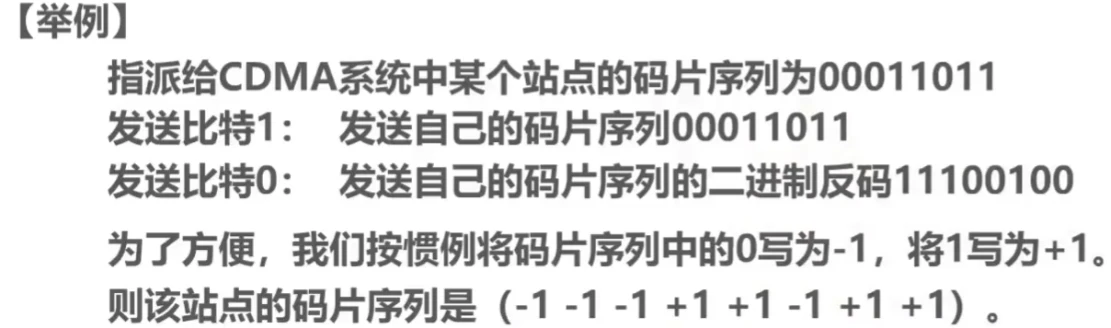 【举例】
指派给CDMA系统中某个站点的码片序列为00011011
发送比特1： 发送自己的码片序列00011011
发送比特0： 发送自己的码片序列的二进制反码11100100
为了方便，我们按惯例将码片序列中的0写为-1，将1写为+1。
则该站点的码片序列是（-1 -1 -1 +1 +1 -1 +1 +1）。